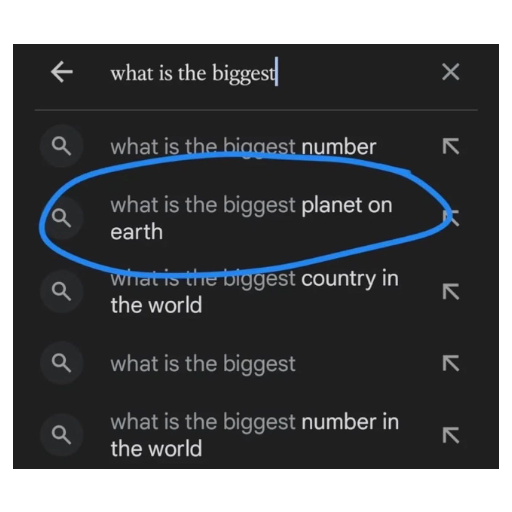 what is the biggest
what is the biggest number
what is the biggest planet on
earth
what is the biggest country in
the world
what is the biggest
what is the biggest number in
the world